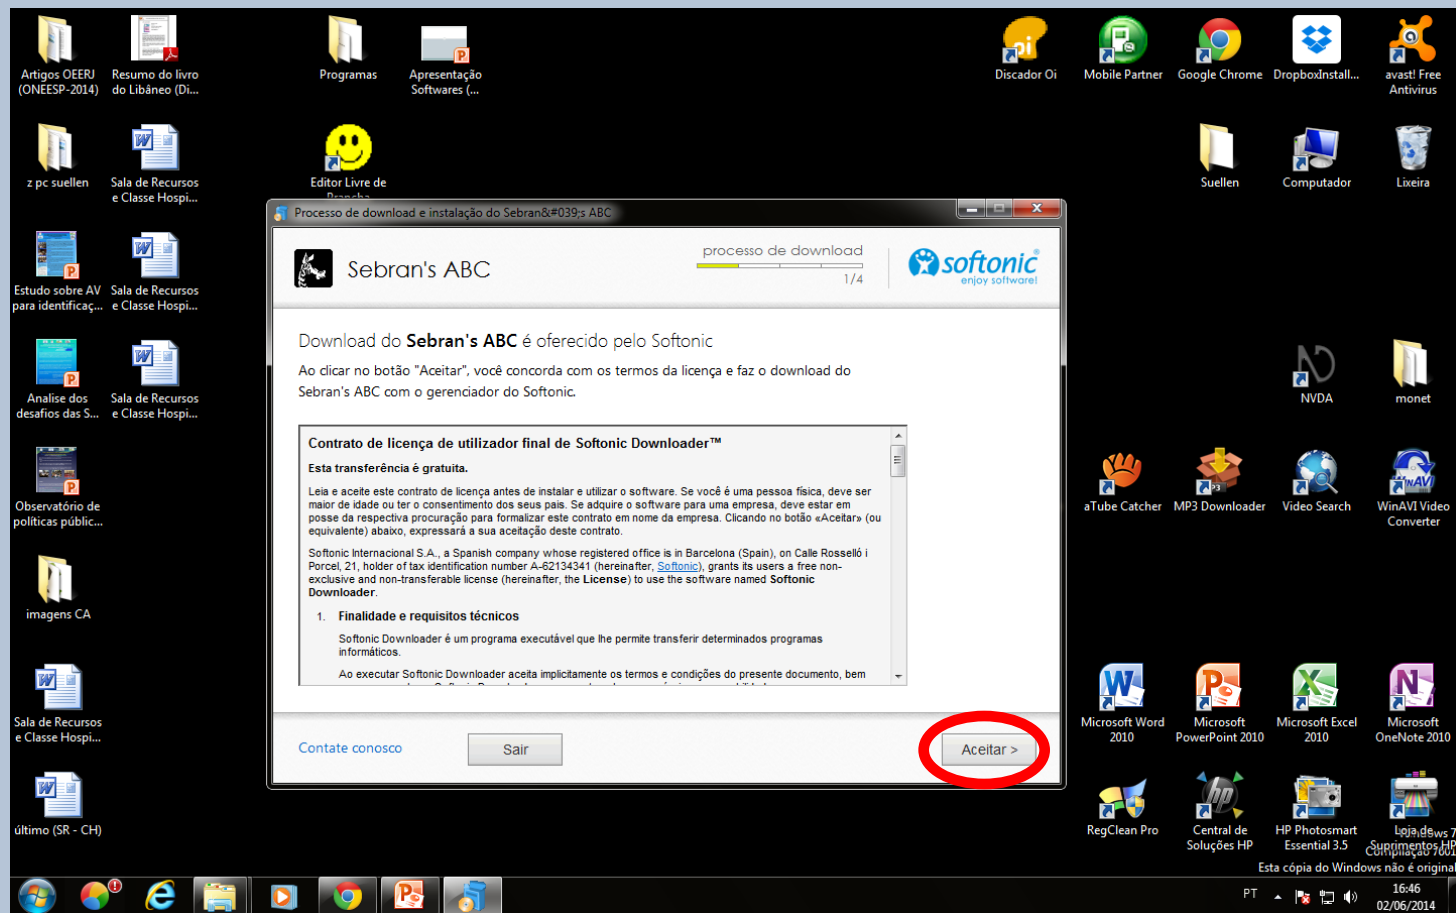 Artigos OEERJ
(ONEESP-2014)
Resumo do livro
do Libâneo (Di...
Programas
Apresentação
Softwares (...
Discador Oi
Mobile Partner
Google Chrome
DropboxInstall...
avast! Free
Antivirus
z pc suellen
Sala de Recursos
e Classe Hospi...
Editor Livre de
Prancha
Suellen
Computador
Lixeira
Processo de download e instalação do Sebran&#039;s ABC
Sebran's ABC
processo de download
1/4
softonic
enjoy software!
Estudo sobre AV
para identificaç...
Sala de Recursos
e Classe Hospi...
Download do Sebran's ABC é oferecido pelo Softonic
Ao clicar no botão "Aceitar", você concorda com os termos da licença e faz o download do
Sebran's ABC com o gerenciador do Softonic.
Analise dos
desafios das S...
Sala de Recursos
e Classe Hospi...
NVDA
monet
Contrato de licença de utilizador final de Softonic Downloader™
Esta transferência é gratuita.
Leia e aceite este contrato de licença antes de instalar e utilizar o software. Se você é uma pessoa física, deve ser
maior de idade ou ter o consentimento dos seus pais. Se adquire o software para uma empresa, deve estar em
posse da respectiva procuração para formalizar este contrato em nome da empresa. Clicando no botão «Aceitar» (ou
equivalente) abaixo, expressará a sua aceitação deste contrato.
Softonic Internacional S.A., a Spanish company whose registered office is in Barcelona (Spain), on Calle Rosselló i
Porcel, 21, holder of tax identification number A-62134341 (hereinafter, Softonic), grants its users a free non-
exclusive and non-transferable license (hereinafter, the License) to use the software named Softonic
Downloader.
1. Finalidade e requisitos técnicos
Softonic Downloader é um programa executável que lhe permite transferir determinados programas
informáticos.
Ao executar Softonic Downloader aceita implicitamente os termos e condições do presente documento, bem
Observatório de
políticas públic...
aTube Catcher
MP3 Downloader
Video Search
WinAVI Video
Converter
imagens CA
Sala de Recursos
e Classe Hospi...
Microsoft Word
2010
Microsoft
PowerPoint 2010
Microsoft Excel
2010
Microsoft
OneNote 2010
Contate conosco
Sair
Aceitar >
último (SR - CH)
RegClean Pro
Central de
Soluções HP
HP Photosmart
Essential 3.5
Loja de
Suprimentos HP
Windows 7
Compilação 7601
Esta cópia do Windows não é original
PT
16:46
02/06/2014